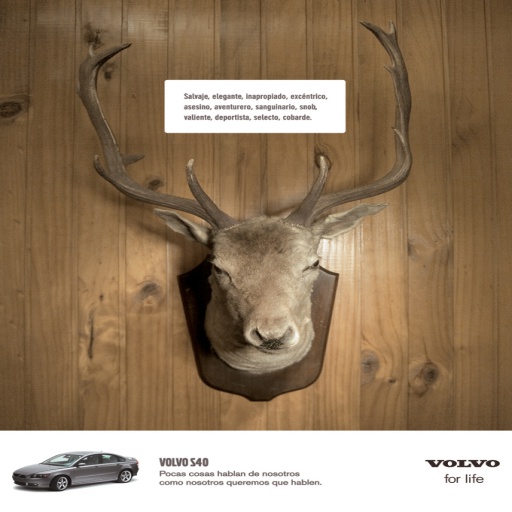 Salvaje, elegante, inapropiado, excéntrico,
asesino, aventurero, sanguinario, snob,
valiente, deportista, selecto, cobarde.
VOLVO S40
Pocas cosas hablan de nosotros
como nosotros queremos que hablen.
VOLVO
for life